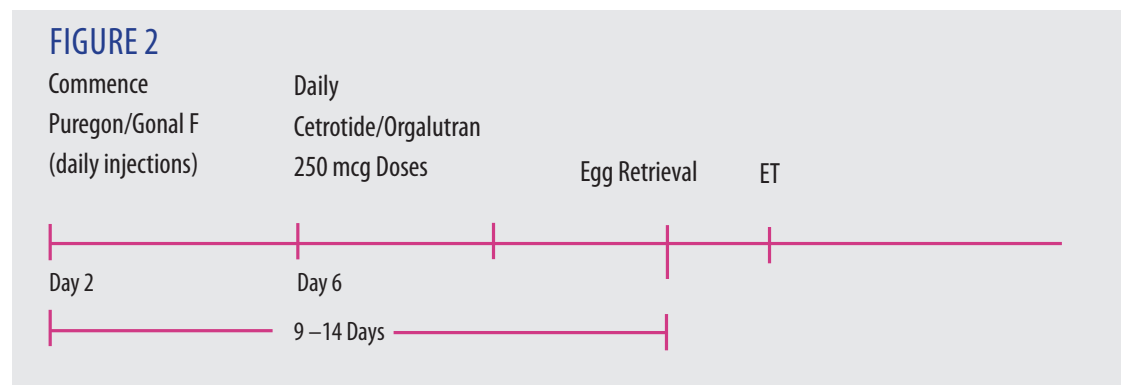 FIGURE 2
Commence
Puregon/Gonal F
(daily injections)
Daily
Cetrotide/Orgalutran
250 mcg Doses
Egg Retrieval
ET
Day 2
Day 6
9 –14 Days